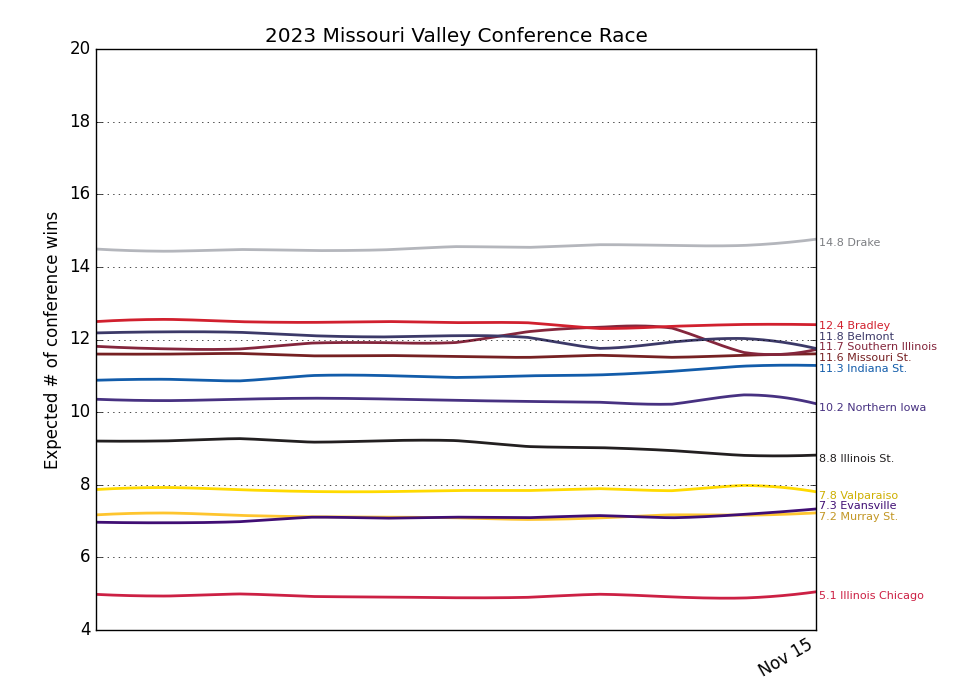 2023 Missouri Valley Conference Race
Expected # of conference wins
20
18
16
14
12
10
8
6
4
14.8 Drake
12.4 Bradley
11.8 Belmont
11.7 Southern Illinois
11.6 Missouri St.
11.3 Indiana St.
10.2 Northern Iowa
8.8 Illinois St.
7.8 Valparaiso
7.3 Evansville
7.2 Murray St.
5.1 Illinois Chicago
Nov 15